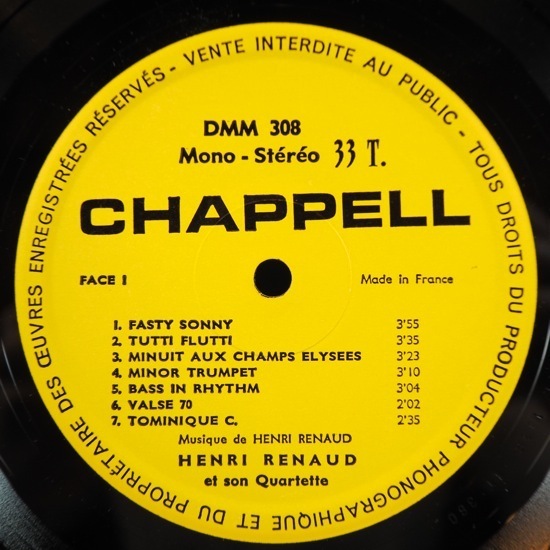 TOUS DROITS DU PRODUCTEUR PHONOGRAPHIQUE ET DU PROPRIÉTAIRE DES ŒUVRES ENREGISTRÉES RÉSERVÉS - VENTE INTERDITE AU PUBLIC -
DMM 308
Mono - Stéréo 33 T.
CHAPPELL
FACE 1 Made in France
1. FASTY SONNY 3'55
2. TUTTI FLUTTI 3'35
3. MINUIT AUX CHAMPS ELYSEES 3'23
4. MINOR TRUMPET 3'10
5. BASS IN RHYTHM 3'04
6. VALSE 70 2'02
7. TOMINIQUE C. 2'35
Musique de HENRI RENAUD
HENRI RENAUD
et son Quartette